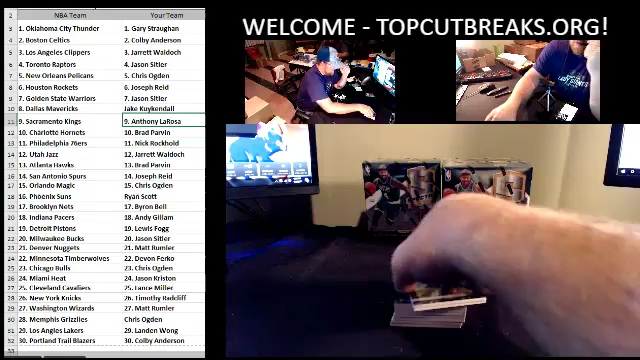 WELCOME - TOPCUTBREAKS.ORG!
NBA Team Your Team
1. Oklahoma City Thunder 1. Gary Straughan
2. Boston Celtics 2. Colby Anderson
3. Los Angeles Clippers 3. Jarrett Waldoch
4. Toronto Raptors 4. Jason Sitler
5. New Orleans Pelicans 5. Chris Ogden
6. Houston Rockets 6. Joseph Reid
7. Golden State Warriors 7. Jason Sitler
8. Dallas Mavericks Jake Kuykendall
9. Sacramento Kings 9. Anthony LaRosa
10. Charlotte Hornets 10. Brad Parvin
11. Philadelphia 76ers 11. Nick Rockhold
12. Utah Jazz 12. Jarrett Waldoch
13. Atlanta Hawks 13. Brad Parvin
14. San Antonio Spurs 14. Joseph Reid
15. Orlando Magic 15. Chris Ogden
16. Phoenix Suns Ryan Scott
17. Brooklyn Nets 17. Byron Bell
18. Indiana Pacers 18. Andy Gillam
19. Detroit Pistons 19. Lewis Fogg
20. Milwaukee Bucks 20. Jason Sitler
21. Denver Nuggets 21. Matt Rumler
22. Minnesota Timberwolves 22. Devon Ferko
23. Chicago Bulls 23. Chris Ogden
24. Miami Heat 24. Jason Kriston
25. Cleveland Cavaliers 25. Lance Miller
26. New York Knicks 26. Timothy Radcliff
27. Washington Wizards 27. Matt Rumler
28. Memphis Grizzlies Chris Ogden
29. Los Angeles Lakers 29. Landen Wong
30. Portland Trail Blazers 30. Colby Anderson